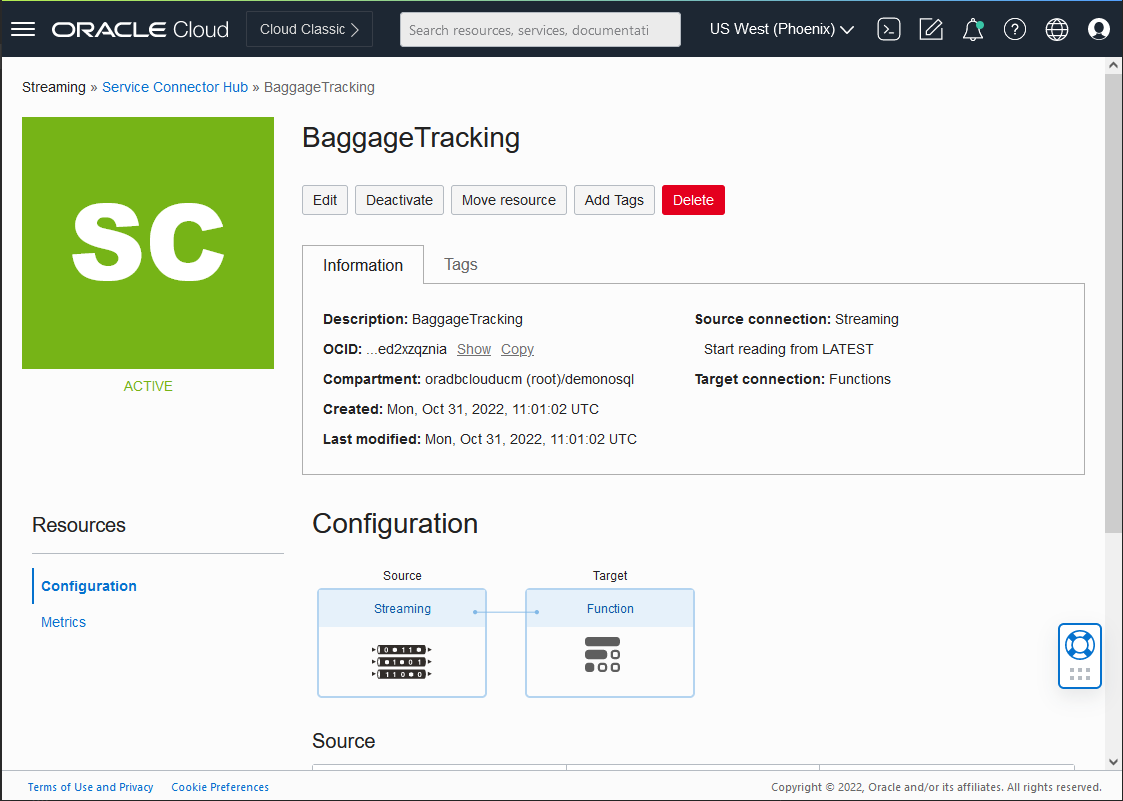 ORACLE Cloud
Cloud Classic
Search resources, services, documentati
US West (Phoenix)
Streaming » Service Connector Hub » BaggageTracking
SC
ACTIVE
BaggageTracking
Edit
Deactivate
Move resource
Add Tags
Delete
Information
Tags
Description: BaggageTracking
OCID: ...ed2xzqznia Show Copy
Compartment: oradbclouducm (root)/demonosql
Created: Mon, Oct 31, 2022, 11:01:02 UTC
Last modified: Mon, Oct 31, 2022, 11:01:02 UTC
Source connection: Streaming
Start reading from LATEST
Target connection: Functions
Resources
Configuration
Metrics
Configuration
Source
Streaming
Target
Function
Source
Terms of Use and Privacy
Cookie Preferences
Copyright © 2022, Oracle and/or its affiliates. All rights reserved.